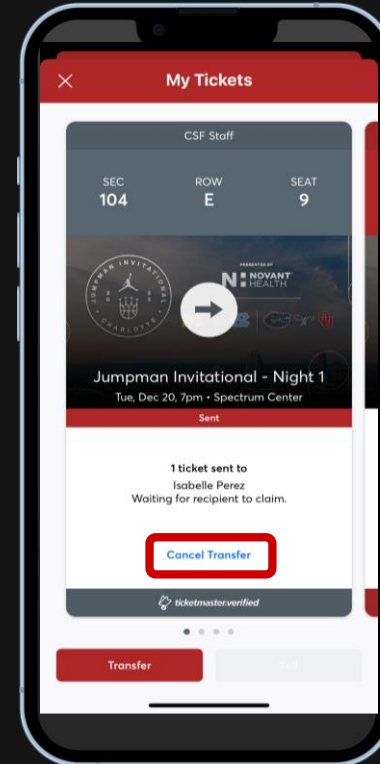 My Tickets
CSF Staff
SEC ROW SEAT
104 E 9
JUMPMAN INVITATIONAL
CHARLOTTE
PRESENTED BY
NOVANT
HEALTH
Jumpman Invitational - Night 1
Tue, Dec 20, 7pm • Spectrum Center
Sent
1 ticket sent to
Isabelle Perez
Waiting for recipient to claim.
Cancel Transfer
ticketmaster.verified
Transfer Sell